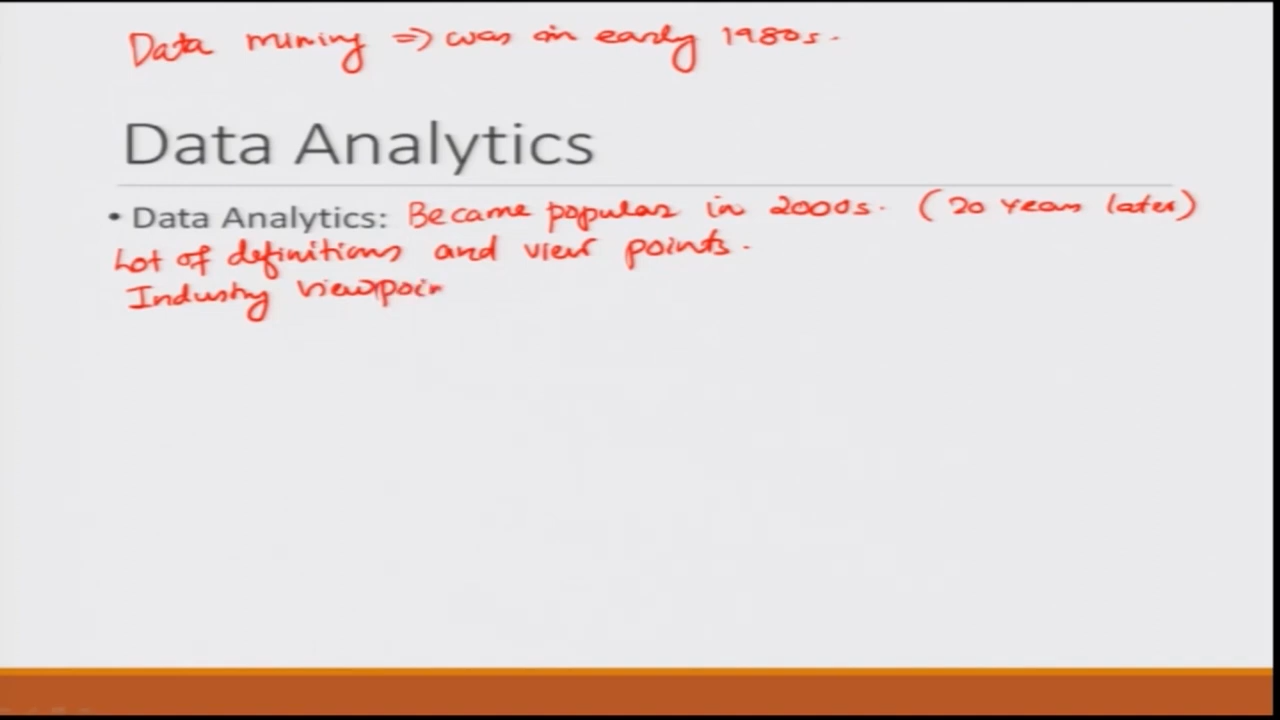 Data mining => was in early 1980s.
Data Analytics
• Data Analytics: Became popular in 2000s. (20 years later)
Lot of definitions and view points.
Industry viewpoin